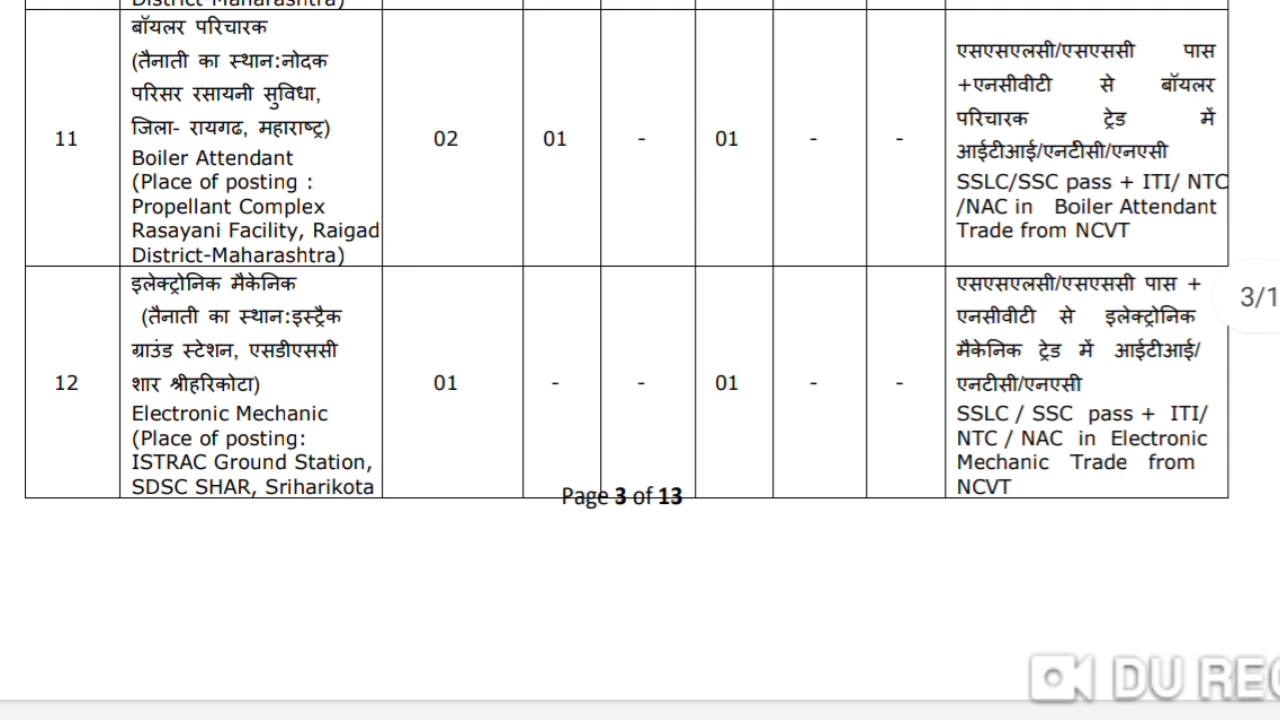 District-Maharashtra)
11
बॉयलर परिचारक
(तैनाती का स्थान:नोदक
परिसर रसायनी सुविधा,
जिला- रायगढ, महाराष्ट्र)
Boiler Attendant
(Place of posting :
Propellant Complex
Rasayani Facility, Raigad
District-Maharashtra)
02
01
-
01
-
-
एसएसएलसी/एसएससी पास
+एनसीवीटी से बॉयलर
परिचारक ट्रेड में
आईटीआई/एनटीसी/एनएसी
SSLC/SSC pass + ITI/ NTC
/NAC in Boiler Attendant
Trade from NCVT
12
इलेक्ट्रोनिक मैकेनिक
(तैनाती का स्थान:इस्ट्रैक
ग्राउंड स्टेशन, एसडीएससी
शार श्रीहरिकोटा)
Electronic Mechanic
(Place of posting:
ISTRAC Ground Station,
SDSC SHAR, Sriharikota
01
-
-
01
-
-
एसएसएलसी/एसएससी पास +
एनसीवीटी से इलेक्ट्रोनिक
मैकेनिक ट्रेड में आईटीआई/
एनटीसी/एनएसी
SSLC / SSC pass + ITI/
NTC / NAC in Electronic
Mechanic Trade from
NCVT
3/1
Page 3 of 13
DU REC